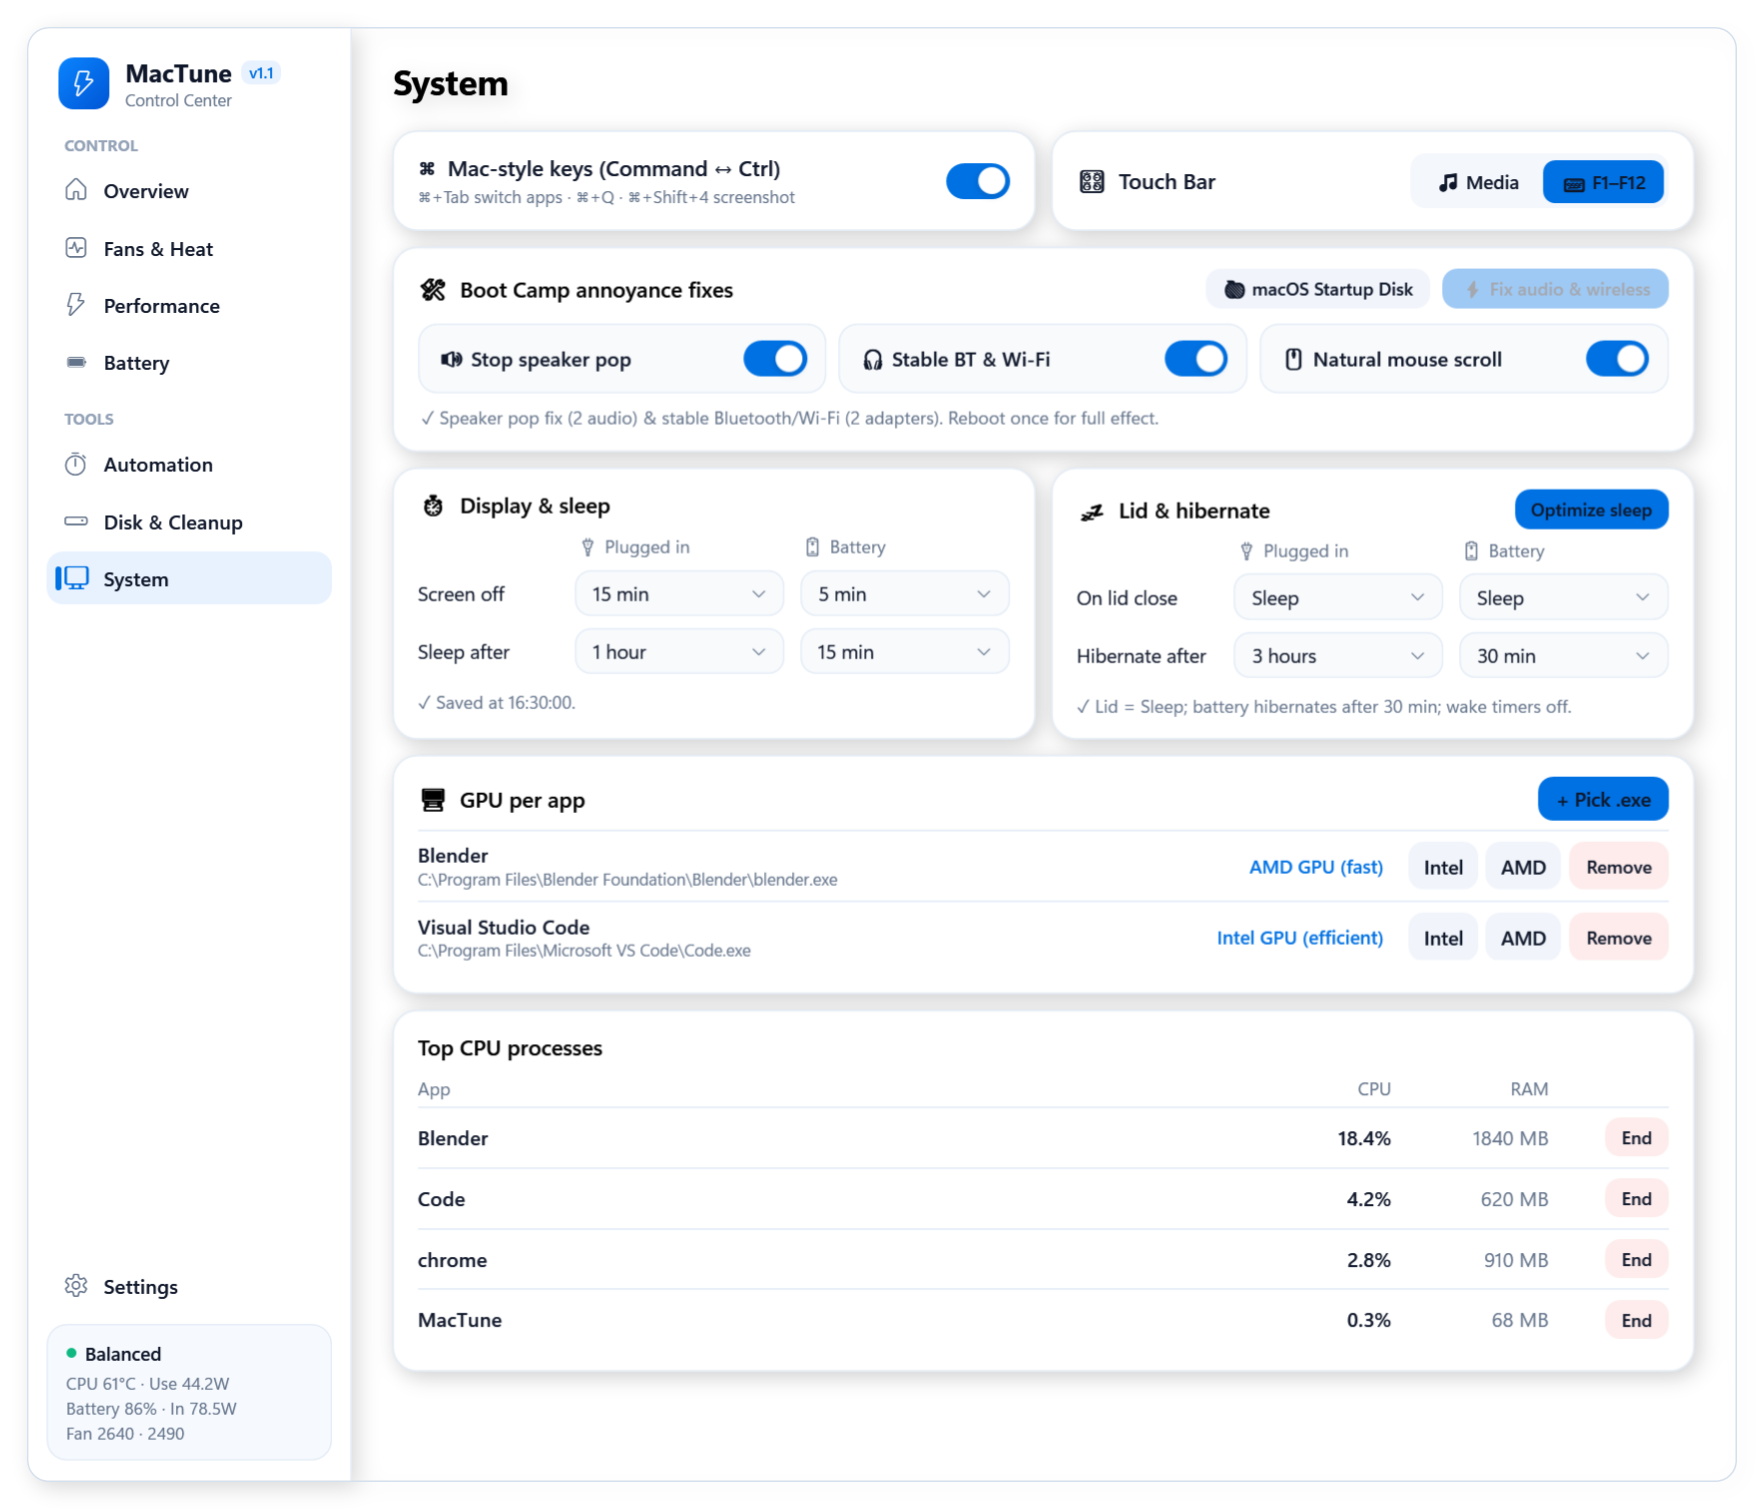 MacTune v1.1
Control Center
CONTROL
Overview
Fans & Heat
Performance
Battery
TOOLS
Automation
Disk & Cleanup
System
Settings
Balanced
CPU 61°C · Use 44.2W
Battery 86% · In 78.5W
Fan 2640 · 2490
System
⌘ Mac-style keys (Command ↔ Ctrl)
⌘+Tab switch apps · ⌘+Q · ⌘+Shift+4 screenshot
Touch Bar
Media
F1–F12
Boot Camp annoyance fixes
macOS Startup Disk
Fix audio & wireless
Stop speaker pop
Stable BT & Wi-Fi
Natural mouse scroll
✓ Speaker pop fix (2 audio) & stable Bluetooth/Wi-Fi (2 adapters). Reboot once for full effect.
Display & sleep
Plugged in Battery
Screen off 15 min 5 min
Sleep after 1 hour 15 min
✓ Saved at 16:30:00.
Lid & hibernate
Optimize sleep
Plugged in Battery
On lid close Sleep Sleep
Hibernate after 3 hours 30 min
✓ Lid = Sleep; battery hibernates after 30 min; wake timers off.
GPU per app
+ Pick .exe
Blender
C:\Program Files\Blender Foundation\Blender\blender.exe
AMD GPU (fast) Intel AMD Remove
Visual Studio Code
C:\Program Files\Microsoft VS Code\Code.exe
Intel GPU (efficient) Intel AMD Remove
Top CPU processes
App CPU RAM
Blender 18.4% 1840 MB End
Code 4.2% 620 MB End
chrome 2.8% 910 MB End
MacTune 0.3% 68 MB End